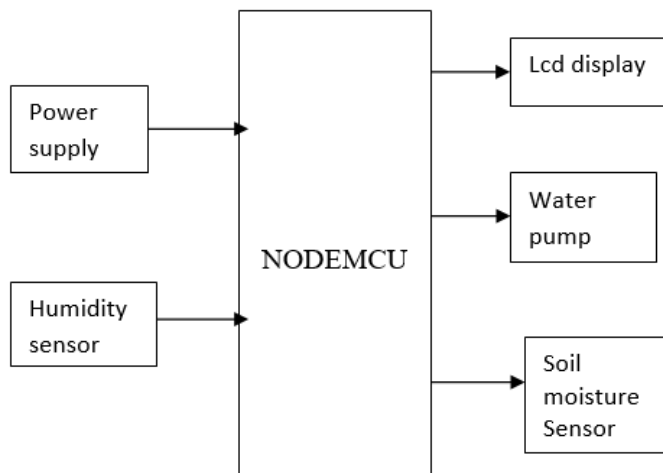 Power
supply
Humidity
sensor
NODEMCU
Lcd display
Water
pump
Soil
moisture
Sensor